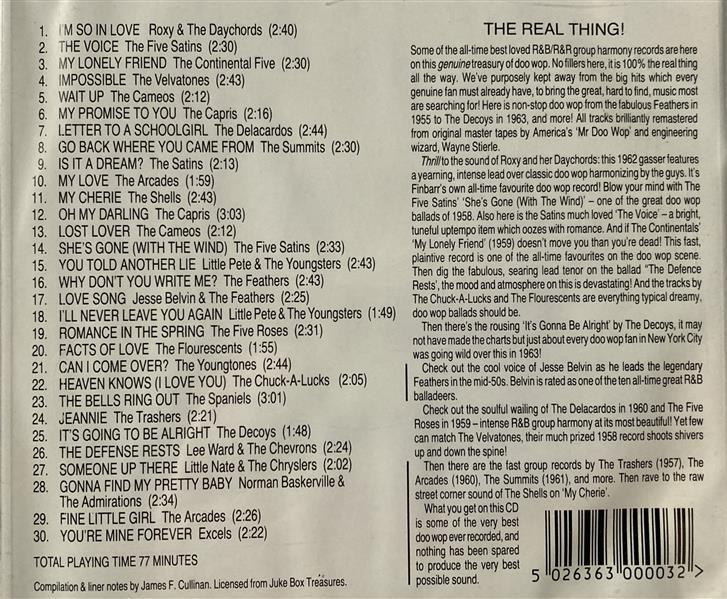 1. I'M SO IN LOVE Roxy & The Daychords (2:40)
2. THE VOICE The Five Satins (2:30)
3. MY LONELY FRIEND The Continental Five (2:30)
4. IMPOSSIBLE The Velvatones (2:43)
5. WAIT UP The Cameos (2:12)
6. MY PROMISE TO YOU The Capris (2:16)
7. LETTER TO A SCHOOLGIRL The Delacardos (2:44)
8. GO BACK WHERE YOU CAME FROM The Summits (2:30)
9. IS IT A DREAM? The Satins (2:13)
10. MY LOVE The Arcades (1:59)
11. MY CHERIE The Shells (2:43)
12. OH MY DARLING The Capris (3:03)
13. LOST LOVER The Cameos (2:12)
14. SHE'S GONE (WITH THE WIND) The Five Satins (2:33)
15. YOU TOLD ANOTHER LIE Little Pete & The Youngsters (2:43)
16. WHY DON'T YOU WRITE ME? The Feathers (2:43)
17. LOVE SONG Jesse Belvin & The Feathers (2:25)
18. I'LL NEVER LEAVE YOU AGAIN Little Pete & The Youngsters (1:49)
19. ROMANCE IN THE SPRING The Five Roses (2:31)
20. FACTS OF LOVE The Flourescents (1:55)
21. CAN I COME OVER? The Youngtones (2:44)
22. HEAVEN KNOWS (I LOVE YOU) The Chuck-A-Lucks (2:05)
23. THE BELLS RING OUT The Spaniels (3:01)
24. JEANNIE The Trashers (2:21)
25. IT'S GOING TO BE ALRIGHT The Decoys (1:48)
26. THE DEFENSE RESTS Lee Ward & The Chevrons (2:24)
27. SOMEONE UP THERE Little Nate & The Chryslers (2:02)
28. GONNA FIND MY PRETTY BABY Norman Baskerville &
The Admirations (2:34)
29. FINE LITTLE GIRL The Arcades (2:26)
30. YOU'RE MINE FOREVER Excels (2:22)
TOTAL PLAYING TIME 77 MINUTES
Compilation & liner notes by James F. Cullinan. Licensed from Juke Box Treasures.
THE REAL THING!
Some of the all-time best loved R&B/R&R group harmony records are here
on this genuine treasury of doo wop. No fillers here, it is 100% the real thing
all the way. We've purposely kept away from the big hits which every
genuine fan must already have, to bring the great, hard to find, music most
are searching for! Here is non-stop doo wop from the fabulous Feathers in
1955 to The Decoys in 1963, and more! All tracks brilliantly remastered
from original master tapes by America's 'Mr Doo Wop' and engineering
wizard, Wayne Stierle.
Thrill to the sound of Roxy and her Daychords: this 1962 gasser features
a yearning, intense lead over classic doo wop harmonizing by the guys. It's
Finbarr's own all-time favourite doo wop record! Blow your mind with The
Five Satins' 'She's Gone (With The Wind)' – one of the great doo wop
ballads of 1958. Also here is the Satins much loved 'The Voice' – a bright,
tuneful uptempo item which oozes with romance. And if The Continentals'
'My Lonely Friend' (1959) doesn't move you than you're dead! This fast,
plaintive record is one of the all-time favourites on the doo wop scene.
Then dig the fabulous, searing lead tenor on the ballad "The Defence
Rests', the mood and atmosphere on this is devastating! And the tracks by
The Chuck-A-Lucks and The Flourescents are everything typical dreamy,
doo wop ballads should be.
Then there's the rousing 'It's Gonna Be Alright' by The Decoys, it may
not have made the charts but just about every doo wop fan in New York City
was going wild over this in 1963!
Check out the cool voice of Jesse Belvin as he leads the legendary
Feathers in the mid-50s. Belvin is rated as one of the ten all-time great R&B
balladeers.
Check out the soulful wailing of The Delacardos in 1960 and The Five
Roses in 1959 – intense R&B group harmony at its most beautiful! Yet few
can match The Velvatones, their much prized 1958 record shoots shivers
up and down the spine!
Then there are the fast group records by The Trashers (1957), The
Arcades (1960), The Summits (1961), and more. Then rave to the raw
street corner sound of The Shells on 'My Cherie'.
What you get on this CD
is some of the very best
doo wop ever recorded, and
nothing has been spared
to produce the very best
possible sound.
5 026363 000032 >